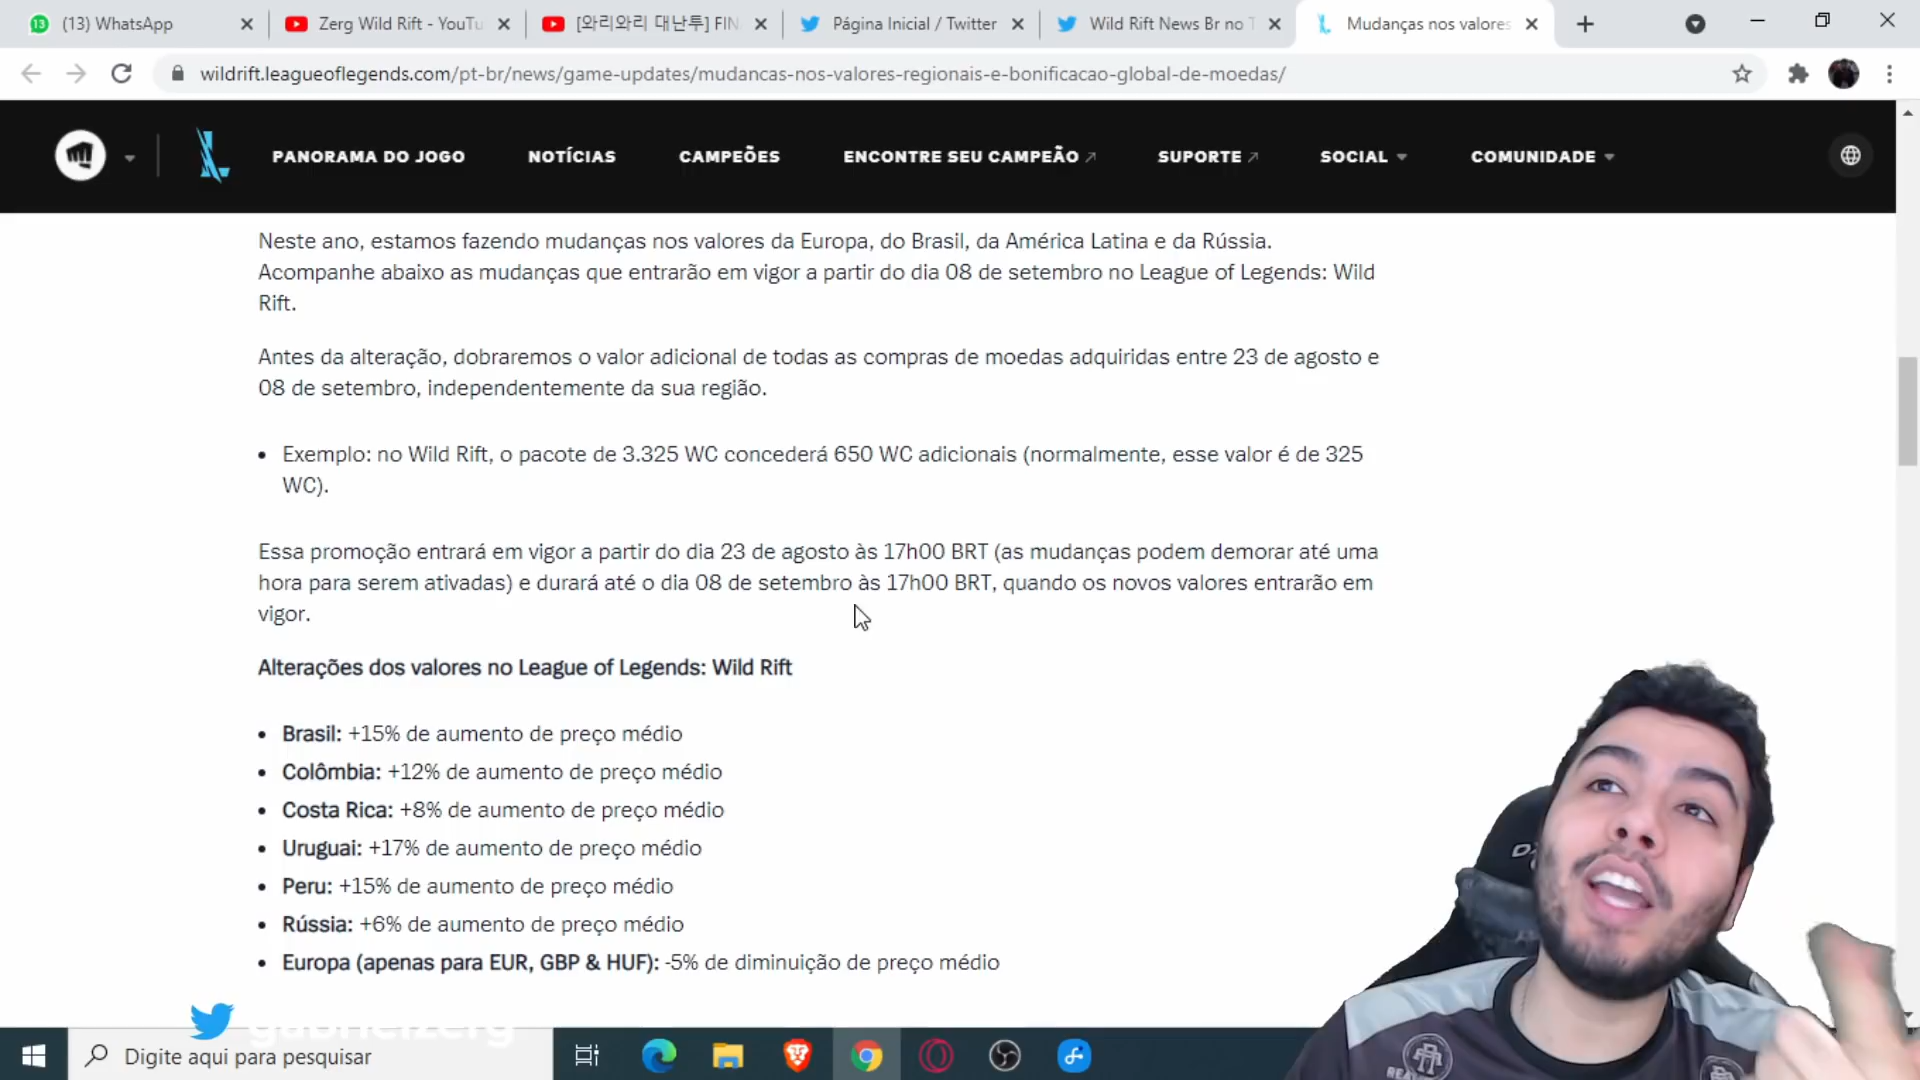 (13) WhatsApp
Zerg Wild Rift - YouTu
[와리와리 대난투] FIN
Página Inicial / Twitter
Wild Rift News Br no T
Mudanças nos valores
wildrift.leagueoflegends.com/pt-br/news/game-updates/mudancas-nos-valores-regionais-e-bonificacao-global-de-moedas/
PANORAMA DO JOGO NOTÍCIAS CAMPEÕES ENCONTRE SEU CAMPEÃO SUPORTE SOCIAL COMUNIDADE
Neste ano, estamos fazendo mudanças nos valores da Europa, do Brasil, da América Latina e da Rússia.
Acompanhe abaixo as mudanças que entrarão em vigor a partir do dia 08 de setembro no League of Legends: Wild
Rift.
Antes da alteração, dobraremos o valor adicional de todas as compras de moedas adquiridas entre 23 de agosto e
08 de setembro, independentemente da sua região.
• Exemplo: no Wild Rift, o pacote de 3.325 WC concederá 650 WC adicionais (normalmente, esse valor é de 325
WC).
Essa promoção entrará em vigor a partir do dia 23 de agosto às 17h00 BRT (as mudanças podem demorar até uma
hora para serem ativadas) e durará até o dia 08 de setembro às 17h00 BRT, quando os novos valores entrarão em
vigor.
Alterações dos valores no League of Legends: Wild Rift
• Brasil: +15% de aumento de preço médio
• Colômbia: +12% de aumento de preço médio
• Costa Rica: +8% de aumento de preço médio
• Uruguai: +17% de aumento de preço médio
• Peru: +15% de aumento de preço médio
• Rússia: +6% de aumento de preço médio
• Europa (apenas para EUR, GBP & HUF): -5% de diminuição de preço médio
gabrielzerg
Digite aqui para pesquisar